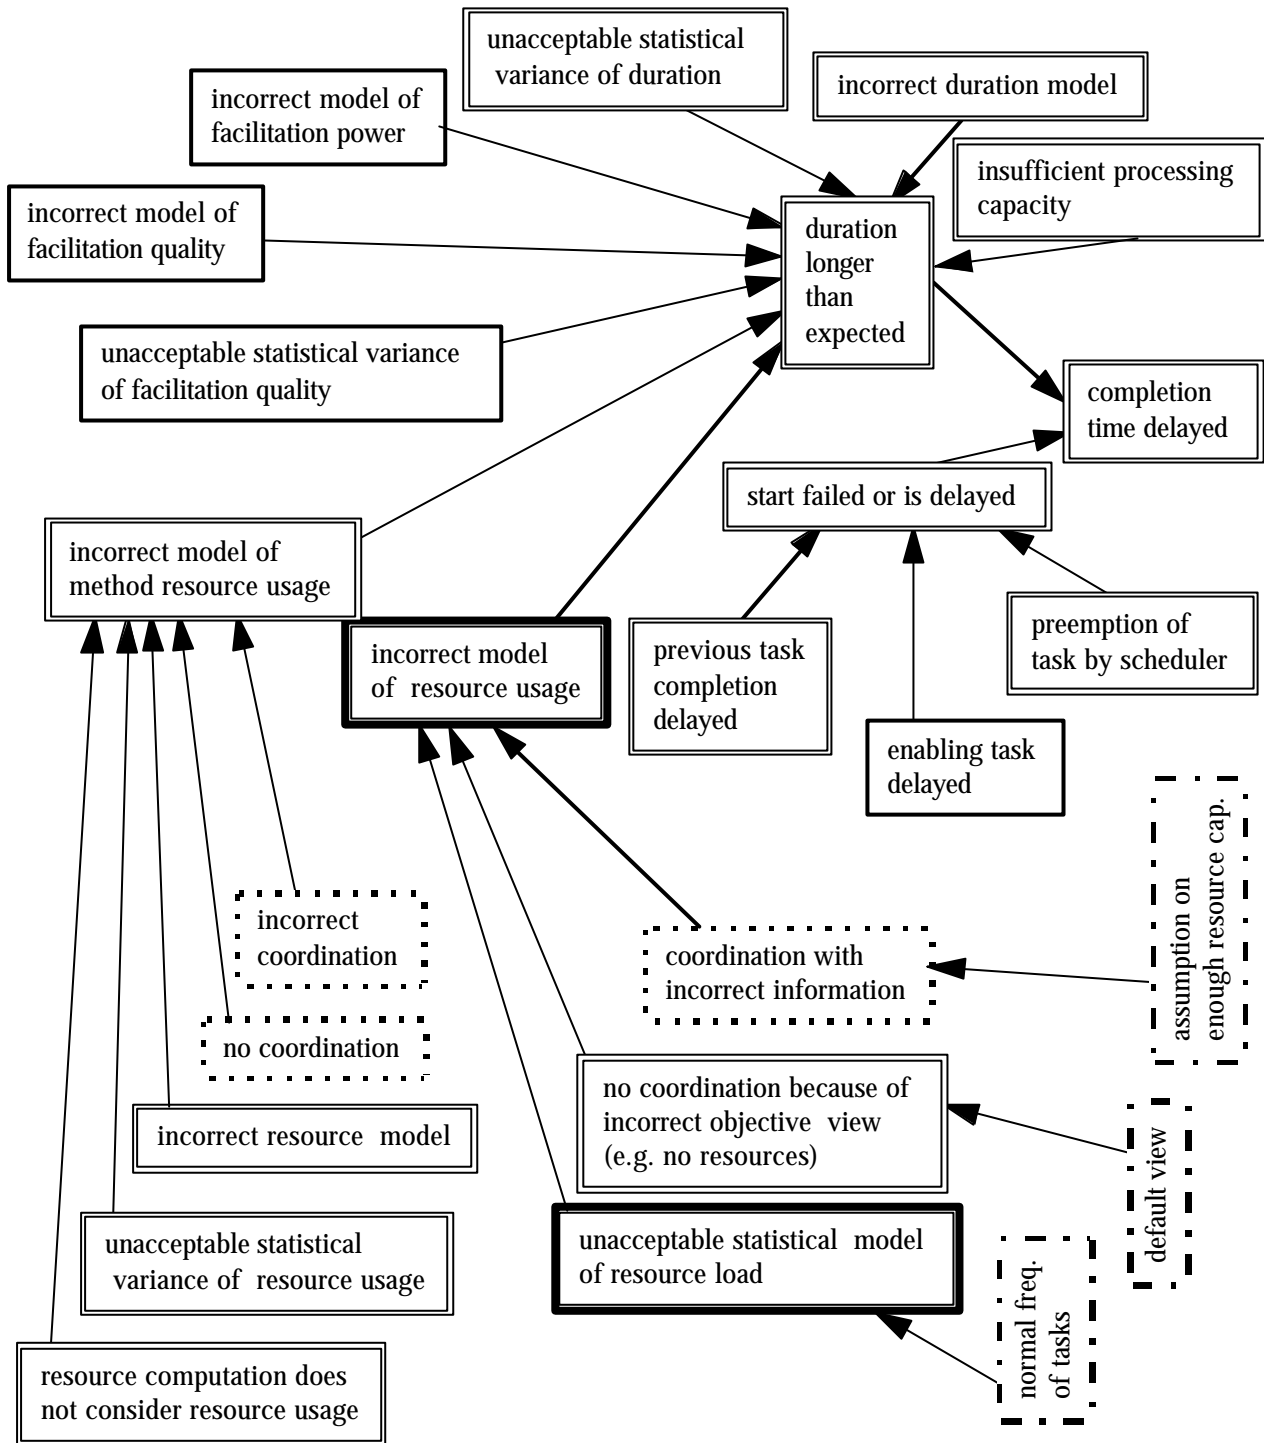 unacceptable statistical
variance of duration
incorrect duration model
incorrect model of
facilitation power
insufficient processing
capacity
incorrect model of
facilitation quality
duration
longer
than
expected
unacceptable statistical variance
of facilitation quality
completion
time delayed
start failed or is delayed
incorrect model of
method resource usage
incorrect model
of resource usage
previous task
completion
delayed
preemption of
task by scheduler
enabling task
delayed
assumption on
enough resource cap.
incorrect
coordination
coordination with
incorrect information
no coordination
no coordination because of
incorrect objective view
(e.g. no resources)
incorrect resource model
default view
unacceptable statistical
variance of resource usage
unacceptable statistical model
of resource load
normal freq.
of tasks
resource computation does
not consider resource usage